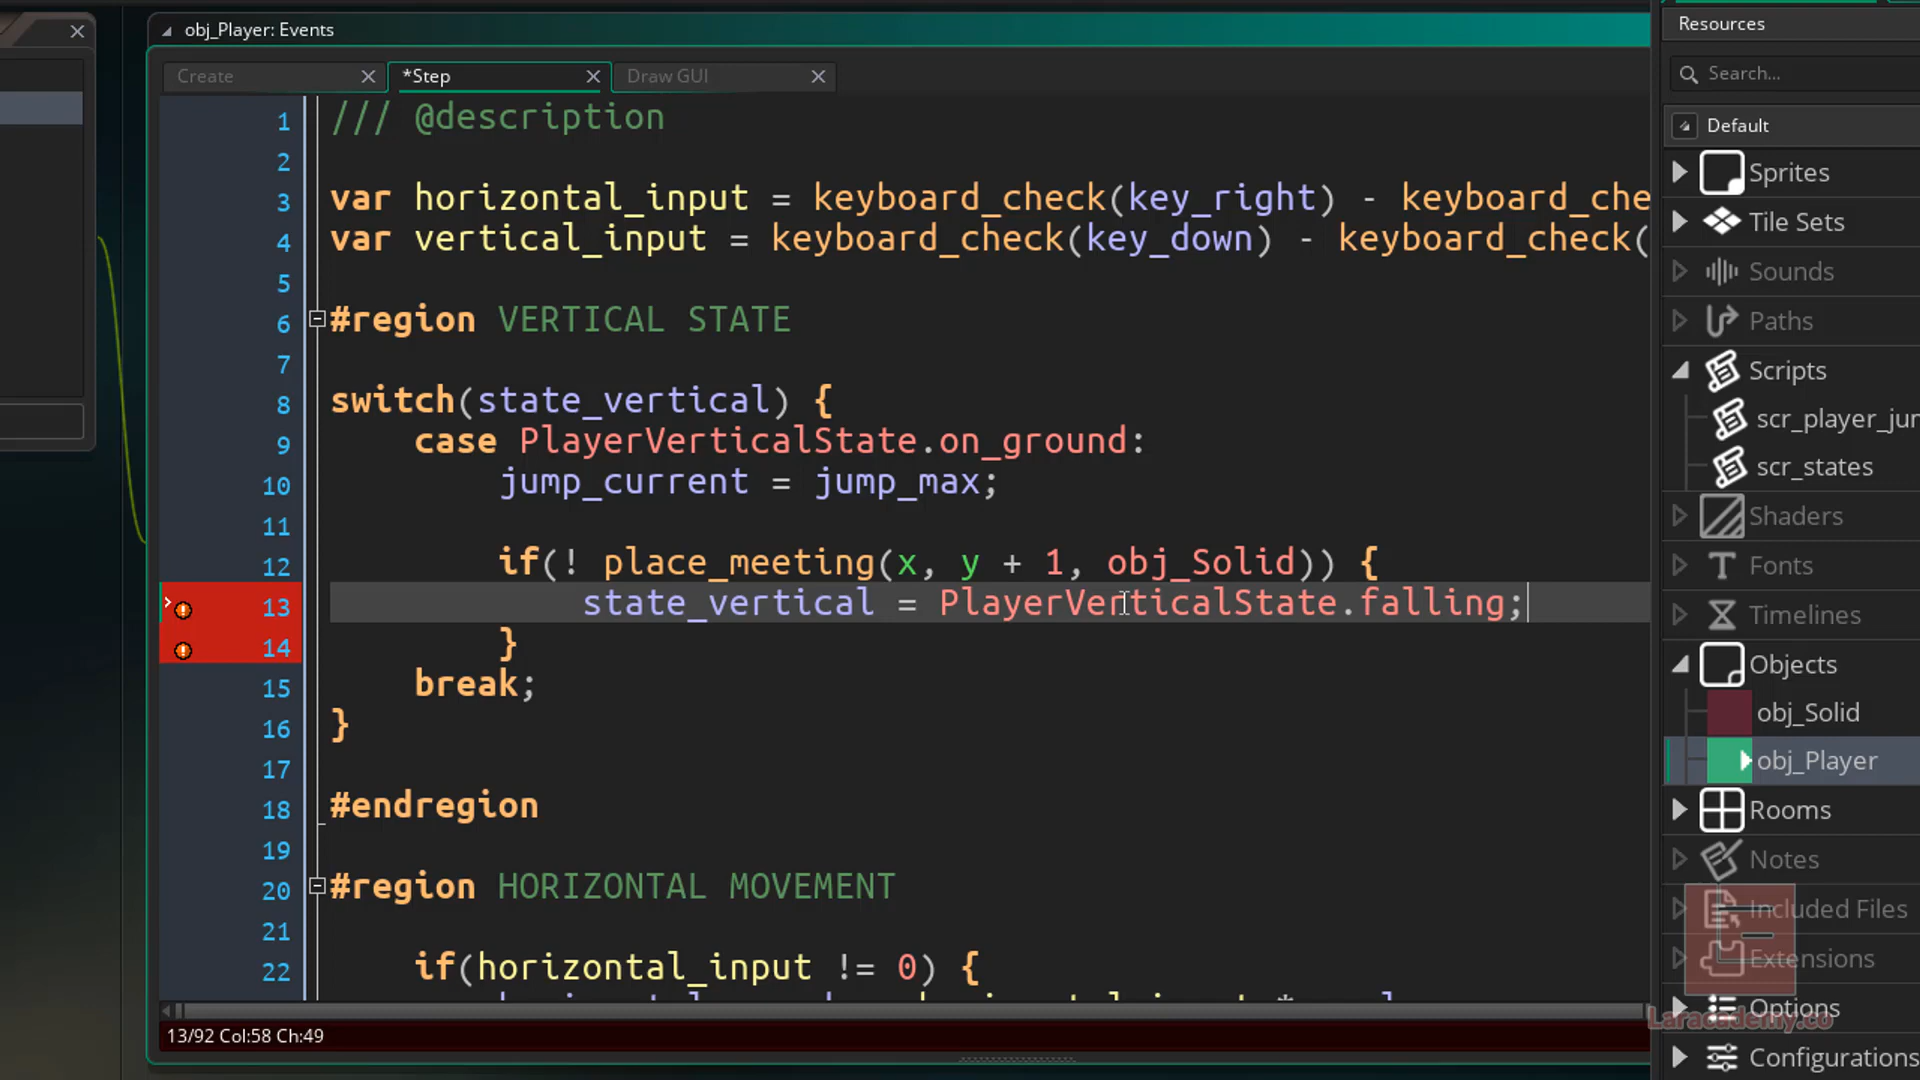 obj_Player: Events
Create
*Step
Draw GUI
1 /// @description
2
3 var horizontal_input = keyboard_check(key_right) - keyboard_che
4 var vertical_input = keyboard_check(key_down) - keyboard_check(
5
6 #region VERTICAL STATE
7
8 switch(state_vertical) {
9 case PlayerVerticalState.on_ground:
10 jump_current = jump_max;
11
12 if(! place_meeting(x, y + 1, obj_Solid)) {
13 state_vertical = PlayerVerticalState.falling;
14 }
15 break;
16 }
17
18 #endregion
19
20 #region HORIZONTAL MOVEMENT
21
22 if(horizontal_input != 0) {
13/92 Col:58 Ch:49
Resources
Search...
Default
Sprites
Tile Sets
Sounds
Paths
Scripts
scr_player_jur
scr_states
Shaders
Fonts
Timelines
Objects
obj_Solid
obj_Player
Rooms
Notes
Included Files
Extensions
Options
Laracademy.co
Configurations